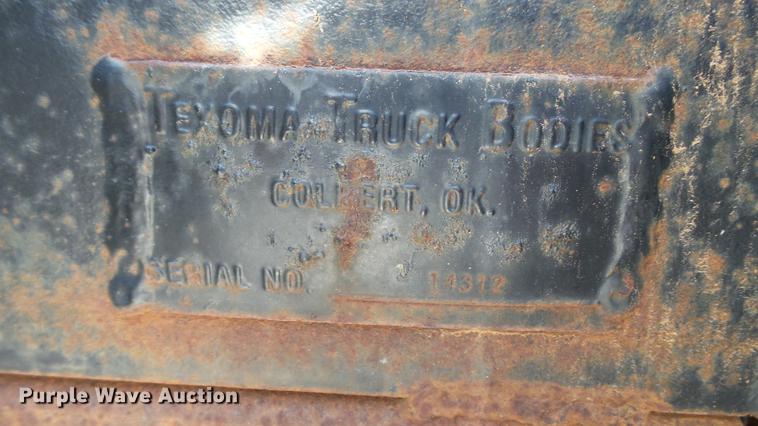 TEXOMA TRUCK BODIES
COLBERT, OK.
SERIAL NO. 14372
Purple Wave Auction